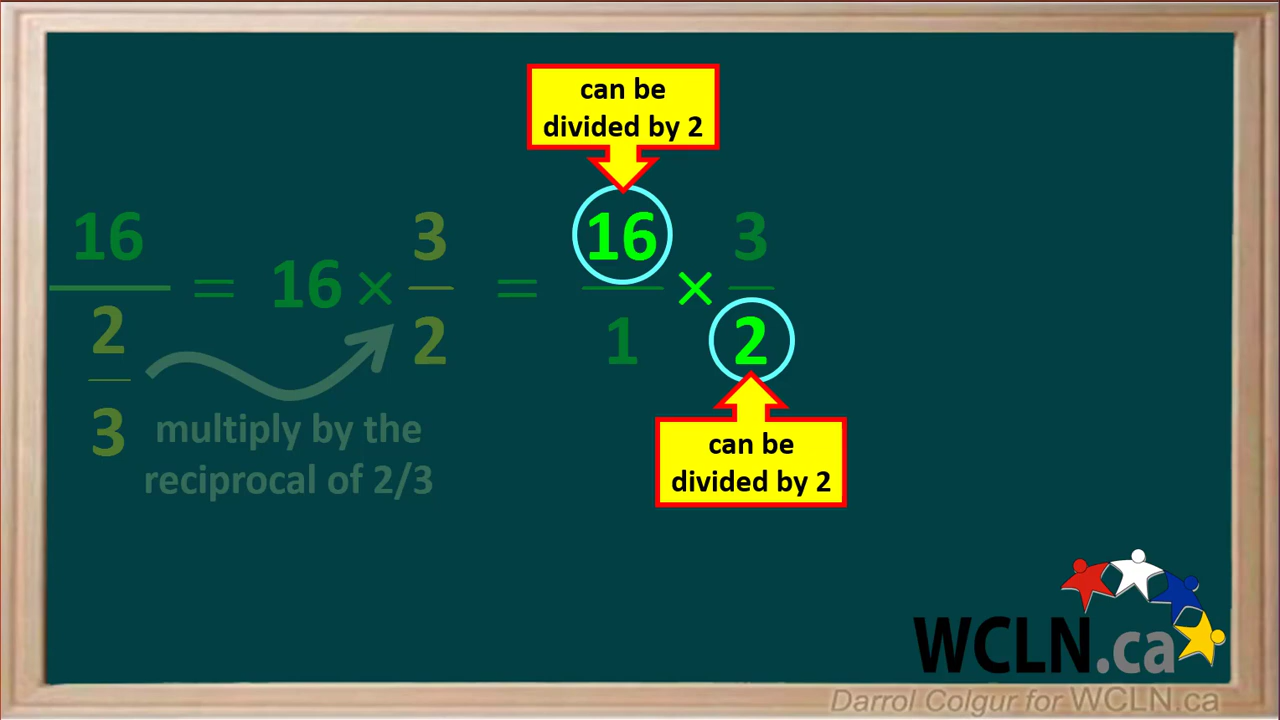 can be
divided by 2
16
2
3
=
16 ×
3
2
=
16
1
×
3
2
multiply by the
reciprocal of 2/3
can be
divided by 2
WCLN.ca
Darrol Colgur for WCLN.ca